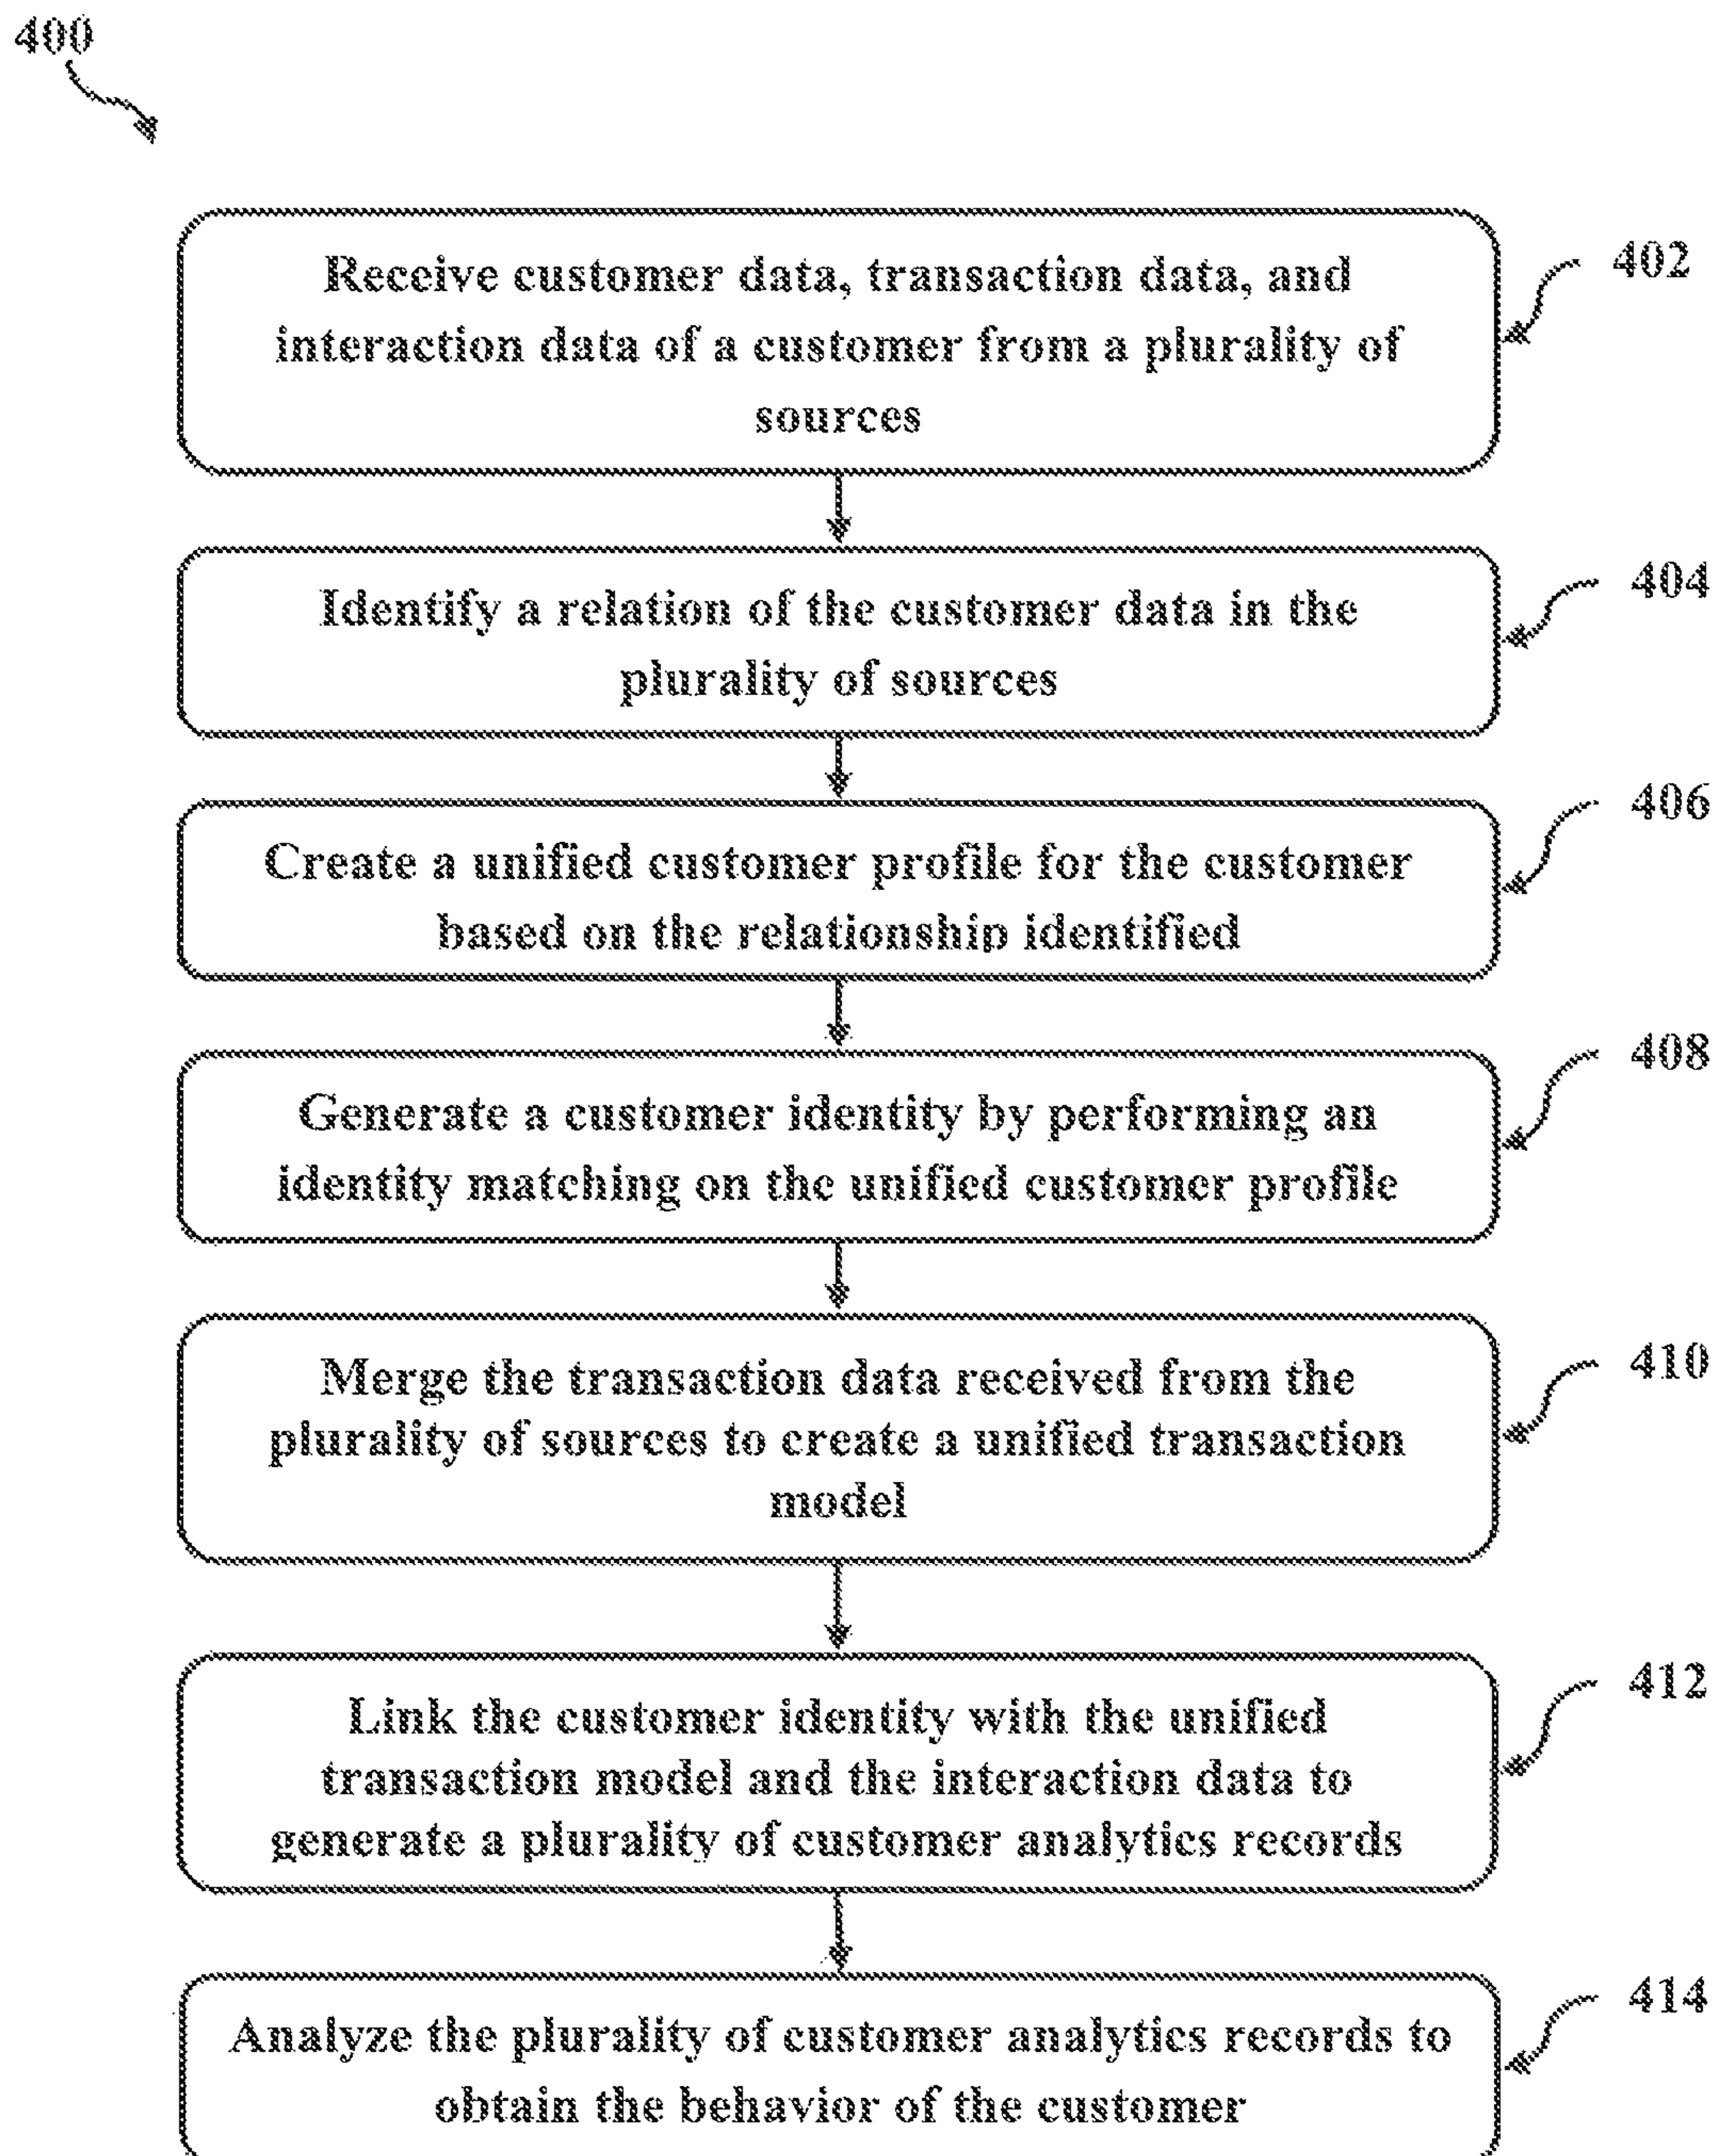 400
Receive customer data, transaction data, and
interaction data of a customer from a plurality of
sources
402
Identify a relation of the customer data in the
plurality of sources
404
Create a unified customer profile for the customer
based on the relationship identified
406
Generate a customer identity by performing an
identity matching on the unified customer profile
408
Merge the transaction data received from the
plurality of sources to create a unified transaction
model
410
Link the customer identity with the unified
transaction model and the interaction data to
generate a plurality of customer analytics records
412
Analyze the plurality of customer analytics records to
obtain the behavior of the customer
414